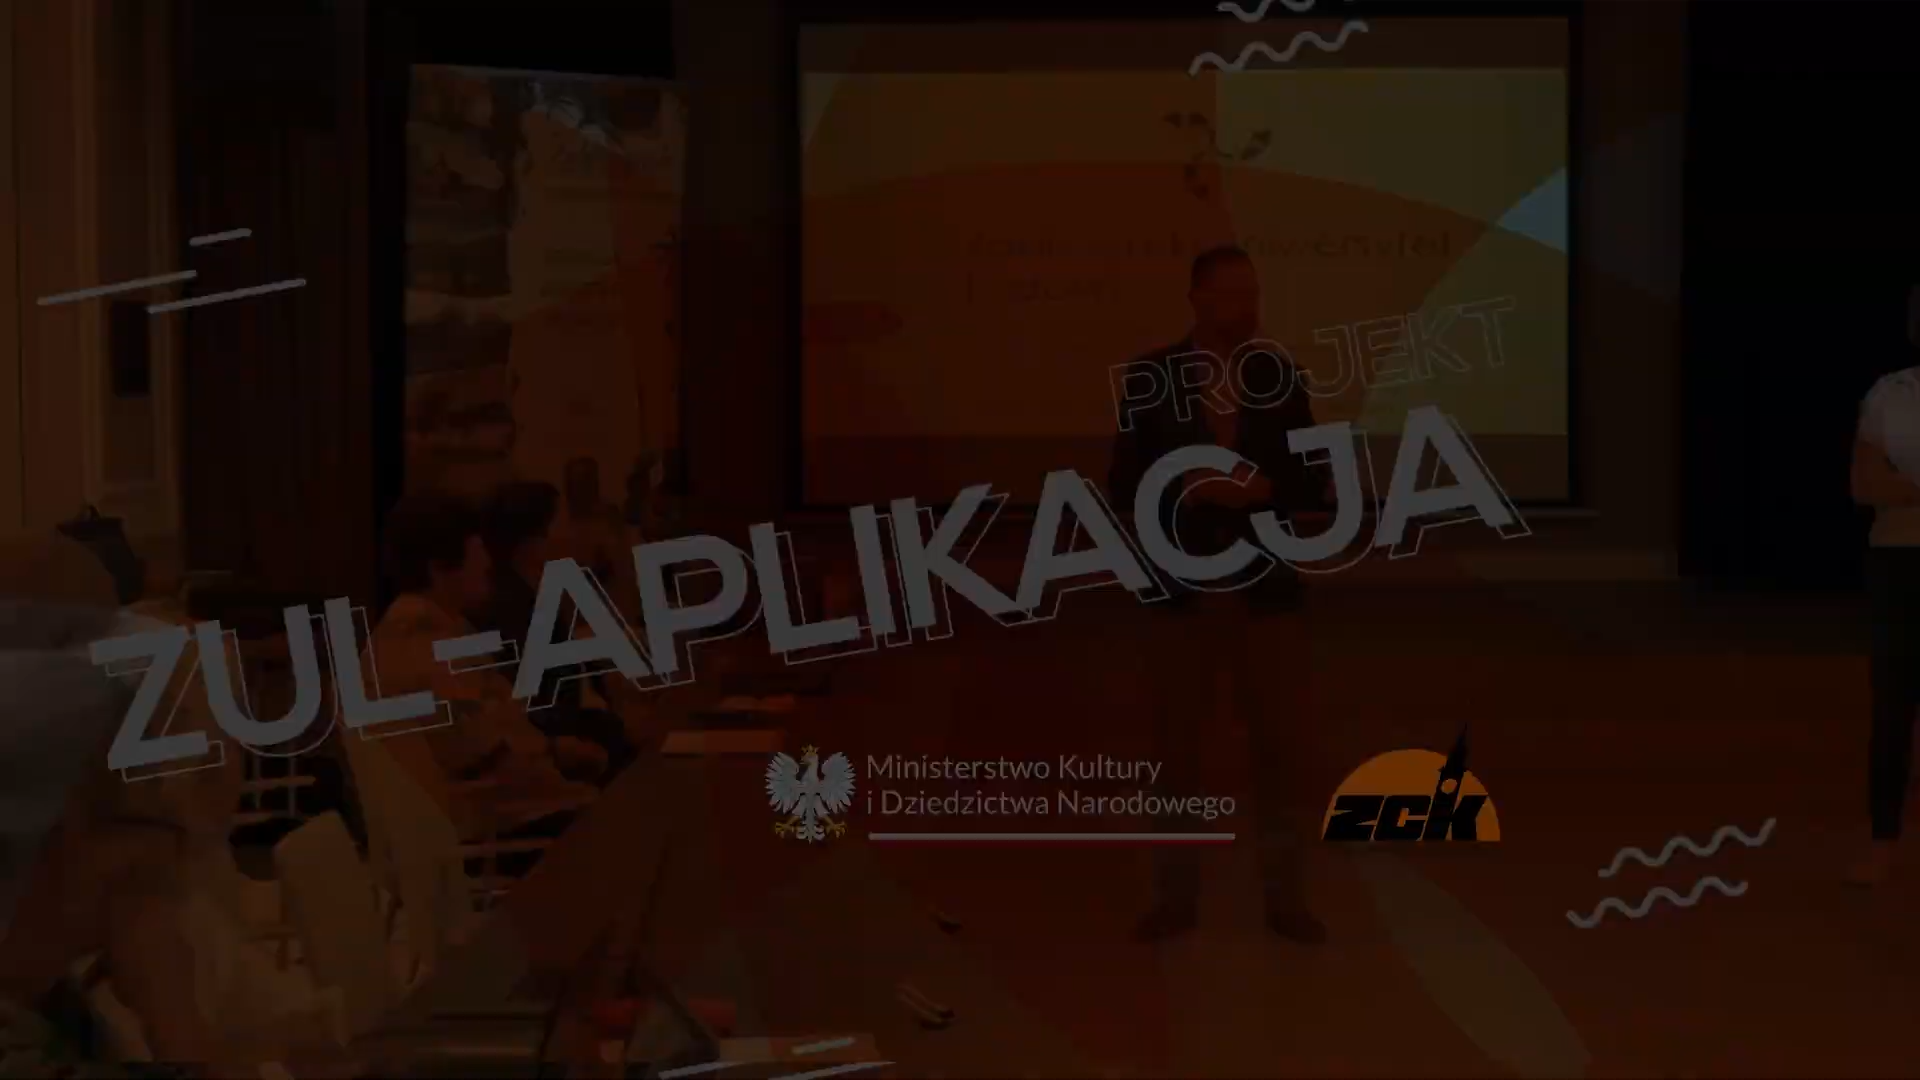 PROJEKT
ZUL-APLIKACJA
Ministerstwo Kultury
i Dziedzictwa Narodowego
ZCK